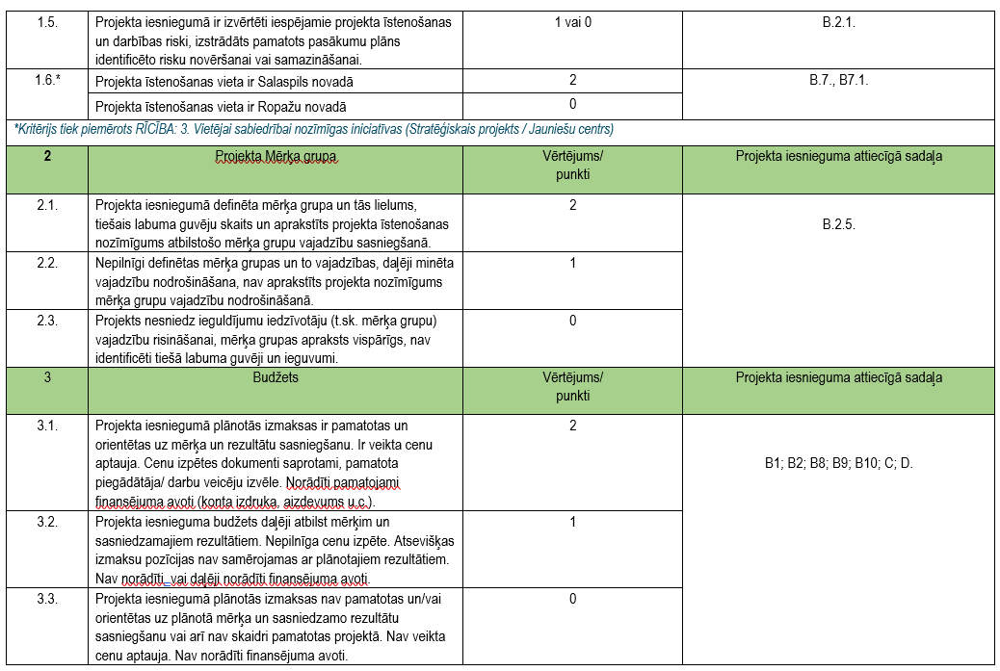 1.5.
Projekta iesniegumā ir izvērtēti iespējamie projekta īstenošanas
un darbības riski, izstrādāts pamatots pasākumu plāns
identificēto risku novēršanai vai samazināšanai.
1 vai 0
B.2.1.
1.6.*
Projekta īstenošanas vieta ir Salaspils novadā
2
B.7., B7.1.
Projekta īstenošanas vieta ir Ropažu novadā
0
*Kritērijs tiek piemērots RĪCĪBA: 3. Vietējai sabiedrībai nozīmīgas iniciatīvas (Stratēģiskais projekts / Jauniešu centrs)
2
Projekta Mērķa grupa
Vērtējums/
punkti
Projekta iesnieguma attiecīgā sadaļa
2.1.
Projekta iesniegumā definēta mērķa grupa un tās lielums,
tiešais labuma guvēju skaits un aprakstīts projekta īstenošanas
nozīmīgums atbilstošo mērķa grupu vajadzību sasniegšanā.
2
B.2.5.
2.2.
Nepilnīgi definētas mērķa grupas un to vajadzības, daļēji minēta
vajadzību nodrošināšana, nav aprakstīts projekta nozīmīgums
mērķa grupu vajadzību nodrošināšanā.
1
2.3.
Projekts nesniedz ieguldījumu iedzīvotāju (t.sk. mērķa grupu)
vajadzību risināšanai, mērķa grupas apraksts vispārīgs, nav
identificēti tiešā labuma guvēji un ieguvumi.
0
3
Budžets
Vērtējums/
punkti
Projekta iesnieguma attiecīgā sadaļa
3.1.
Projekta iesniegumā plānotās izmaksas ir pamatotas un
orientētas uz mērķa un rezultātu sasniegšanu. Ir veikta cenu
aptauja. Cenu izpētes dokumenti saprotami, pamatota
piegādātāja/ darbu veicēju izvēle. Norādīti pamatojami
finansējuma avoti (konta izdruka, aizdevums u.c.).
2
B1; B2; B8; B9; B10; C; D.
3.2.
Projekta iesnieguma budžets daļēji atbilst mērķim un
sasniedzamajiem rezultātiem. Nepilnīga cenu izpēte. Atsevišķas
izmaksu pozīcijas nav samērojamas ar plānotajiem rezultātiem.
Nav norādīti vai daļēji norādīti finansējuma avoti.
1
3.3.
Projekta iesniegumā plānotās izmaksas nav pamatotas un/vai
orientētas uz plānotā mērķa un sasniedzamo rezultātu
sasniegšanu vai arī nav skaidri pamatotas projektā. Nav veikta
cenu aptauja. Nav norādīti finansējuma avoti.
0